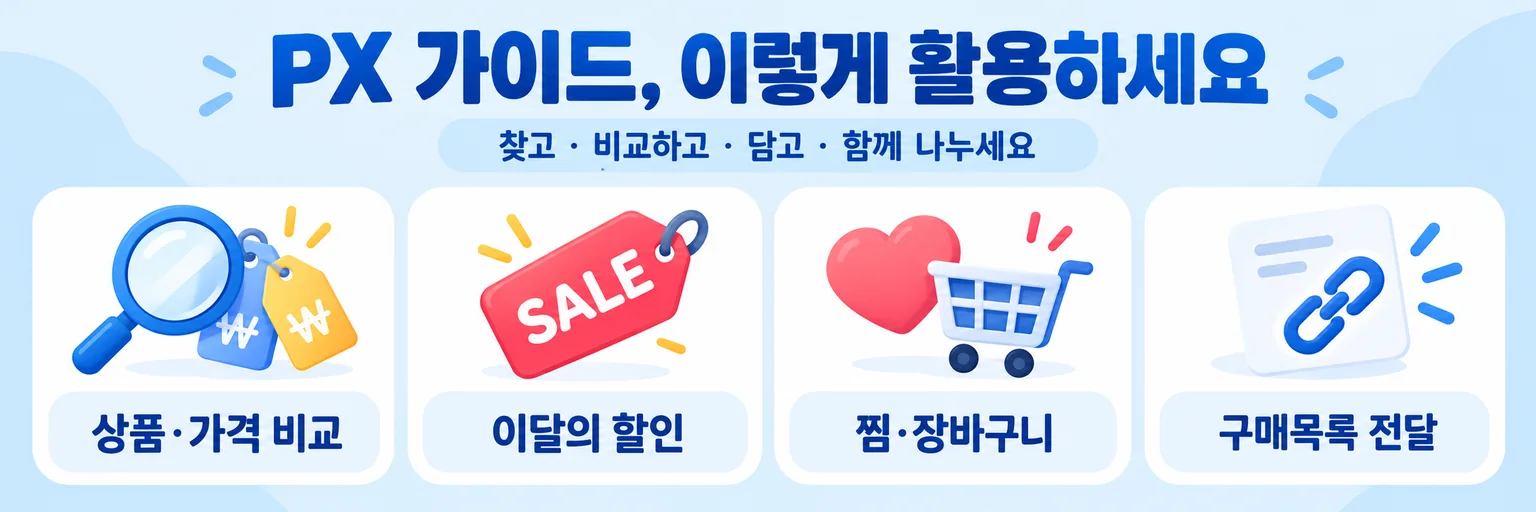 PX 가이드, 이렇게 활용하세요
찾고 · 비교하고 · 담고 · 함께 나누세요
₩ ₩
SALE
상품·가격 비교
이달의 할인
찜·장바구니
구매목록 전달